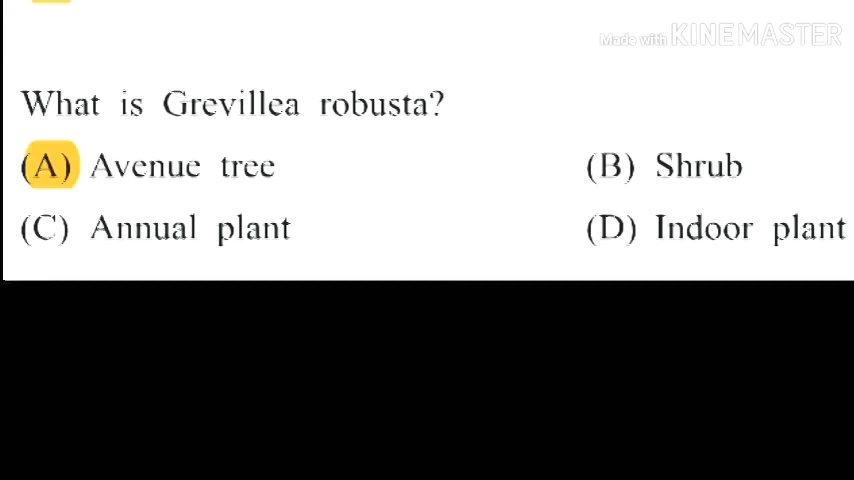 Made with KINEMASTER
What is Grevillea robusta?
(A) Avenue tree (B) Shrub
(C) Annual plant (D) Indoor plant